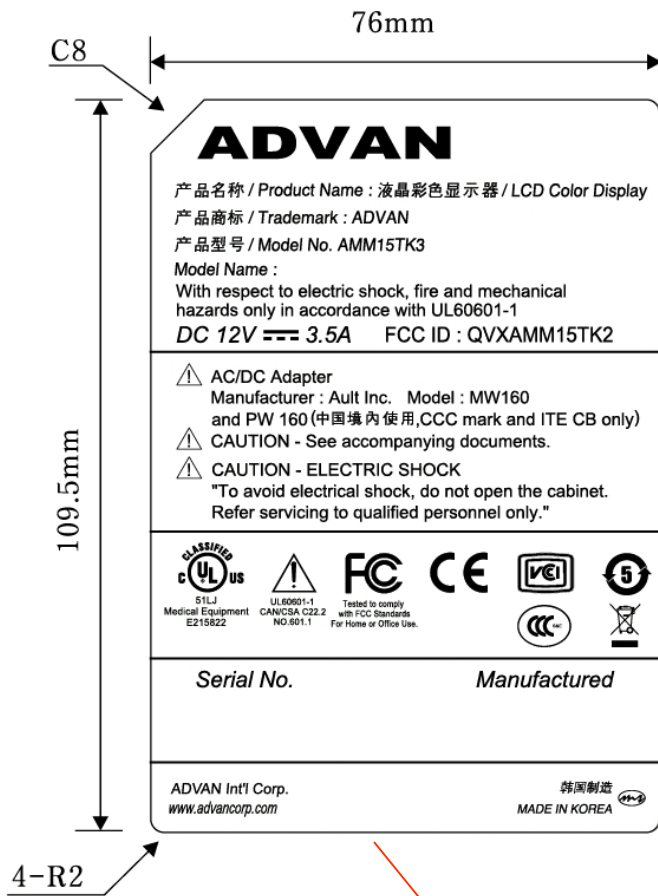 76mm
C8
109.5mm
4-R2
ADVAN
产品名称 / Product Name : 液晶彩色显示器 / LCD Color Display
产品商标 / Trademark : ADVAN
产品型号 / Model No. AMM15TK3
Model Name :
With respect to electric shock, fire and mechanical
hazards only in accordance with UL60601-1
DC 12V 3.5A FCC ID : QVXAMM15TK2
AC/DC Adapter
Manufacturer : Ault Inc. Model : MW160
and PW 160 (中国境內使用,CCC mark and ITE CB only)
CAUTION - See accompanying documents.
CAUTION - ELECTRIC SHOCK
"To avoid electrical shock, do not open the cabinet.
Refer servicing to qualified personnel only."
CLASSIFIED
C UL US
51LJ
Medical Equipment
E215822
UL60601-1
CAN/CSA C22.2
NO.601.1
FC
Tested to comply
with FCC Standards
For Home or Office Use.
CE
VCI
5
CCC
Serial No. Manufactured
ADVAN Int'l Corp.
www.advancorp.com
韩国制造
MADE IN KOREA